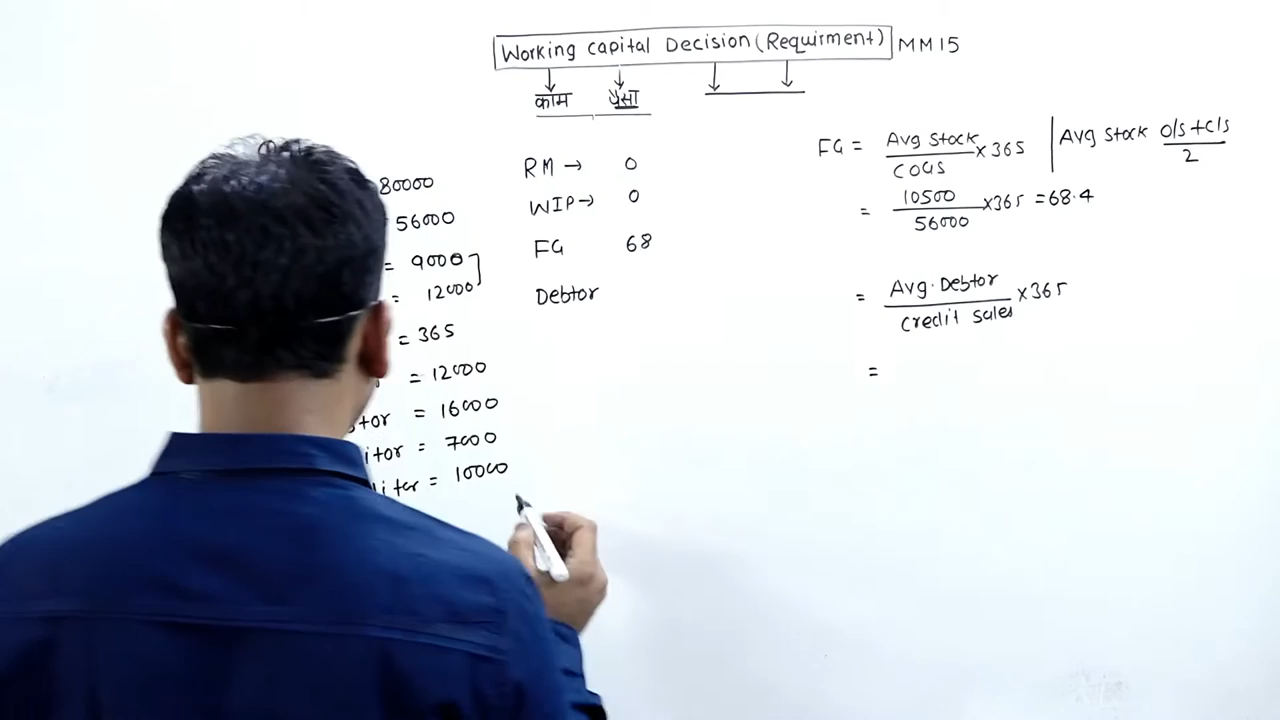 Working Capital Decision (Requirment) MM15
काम पैसा
80000
56000
= 9000
= 12000
= 365
= 12000
tor = 16000
itor = 7000
iter = 10000
RM → 0
WIP → 0
FG 68
Debtor
FG = Avg Stock / COGS × 365 | Avg Stock O/S + C/S / 2
= 10500 / 56000 × 365 = 68.4
= Avg. Debtor / Credit Sales × 365
=